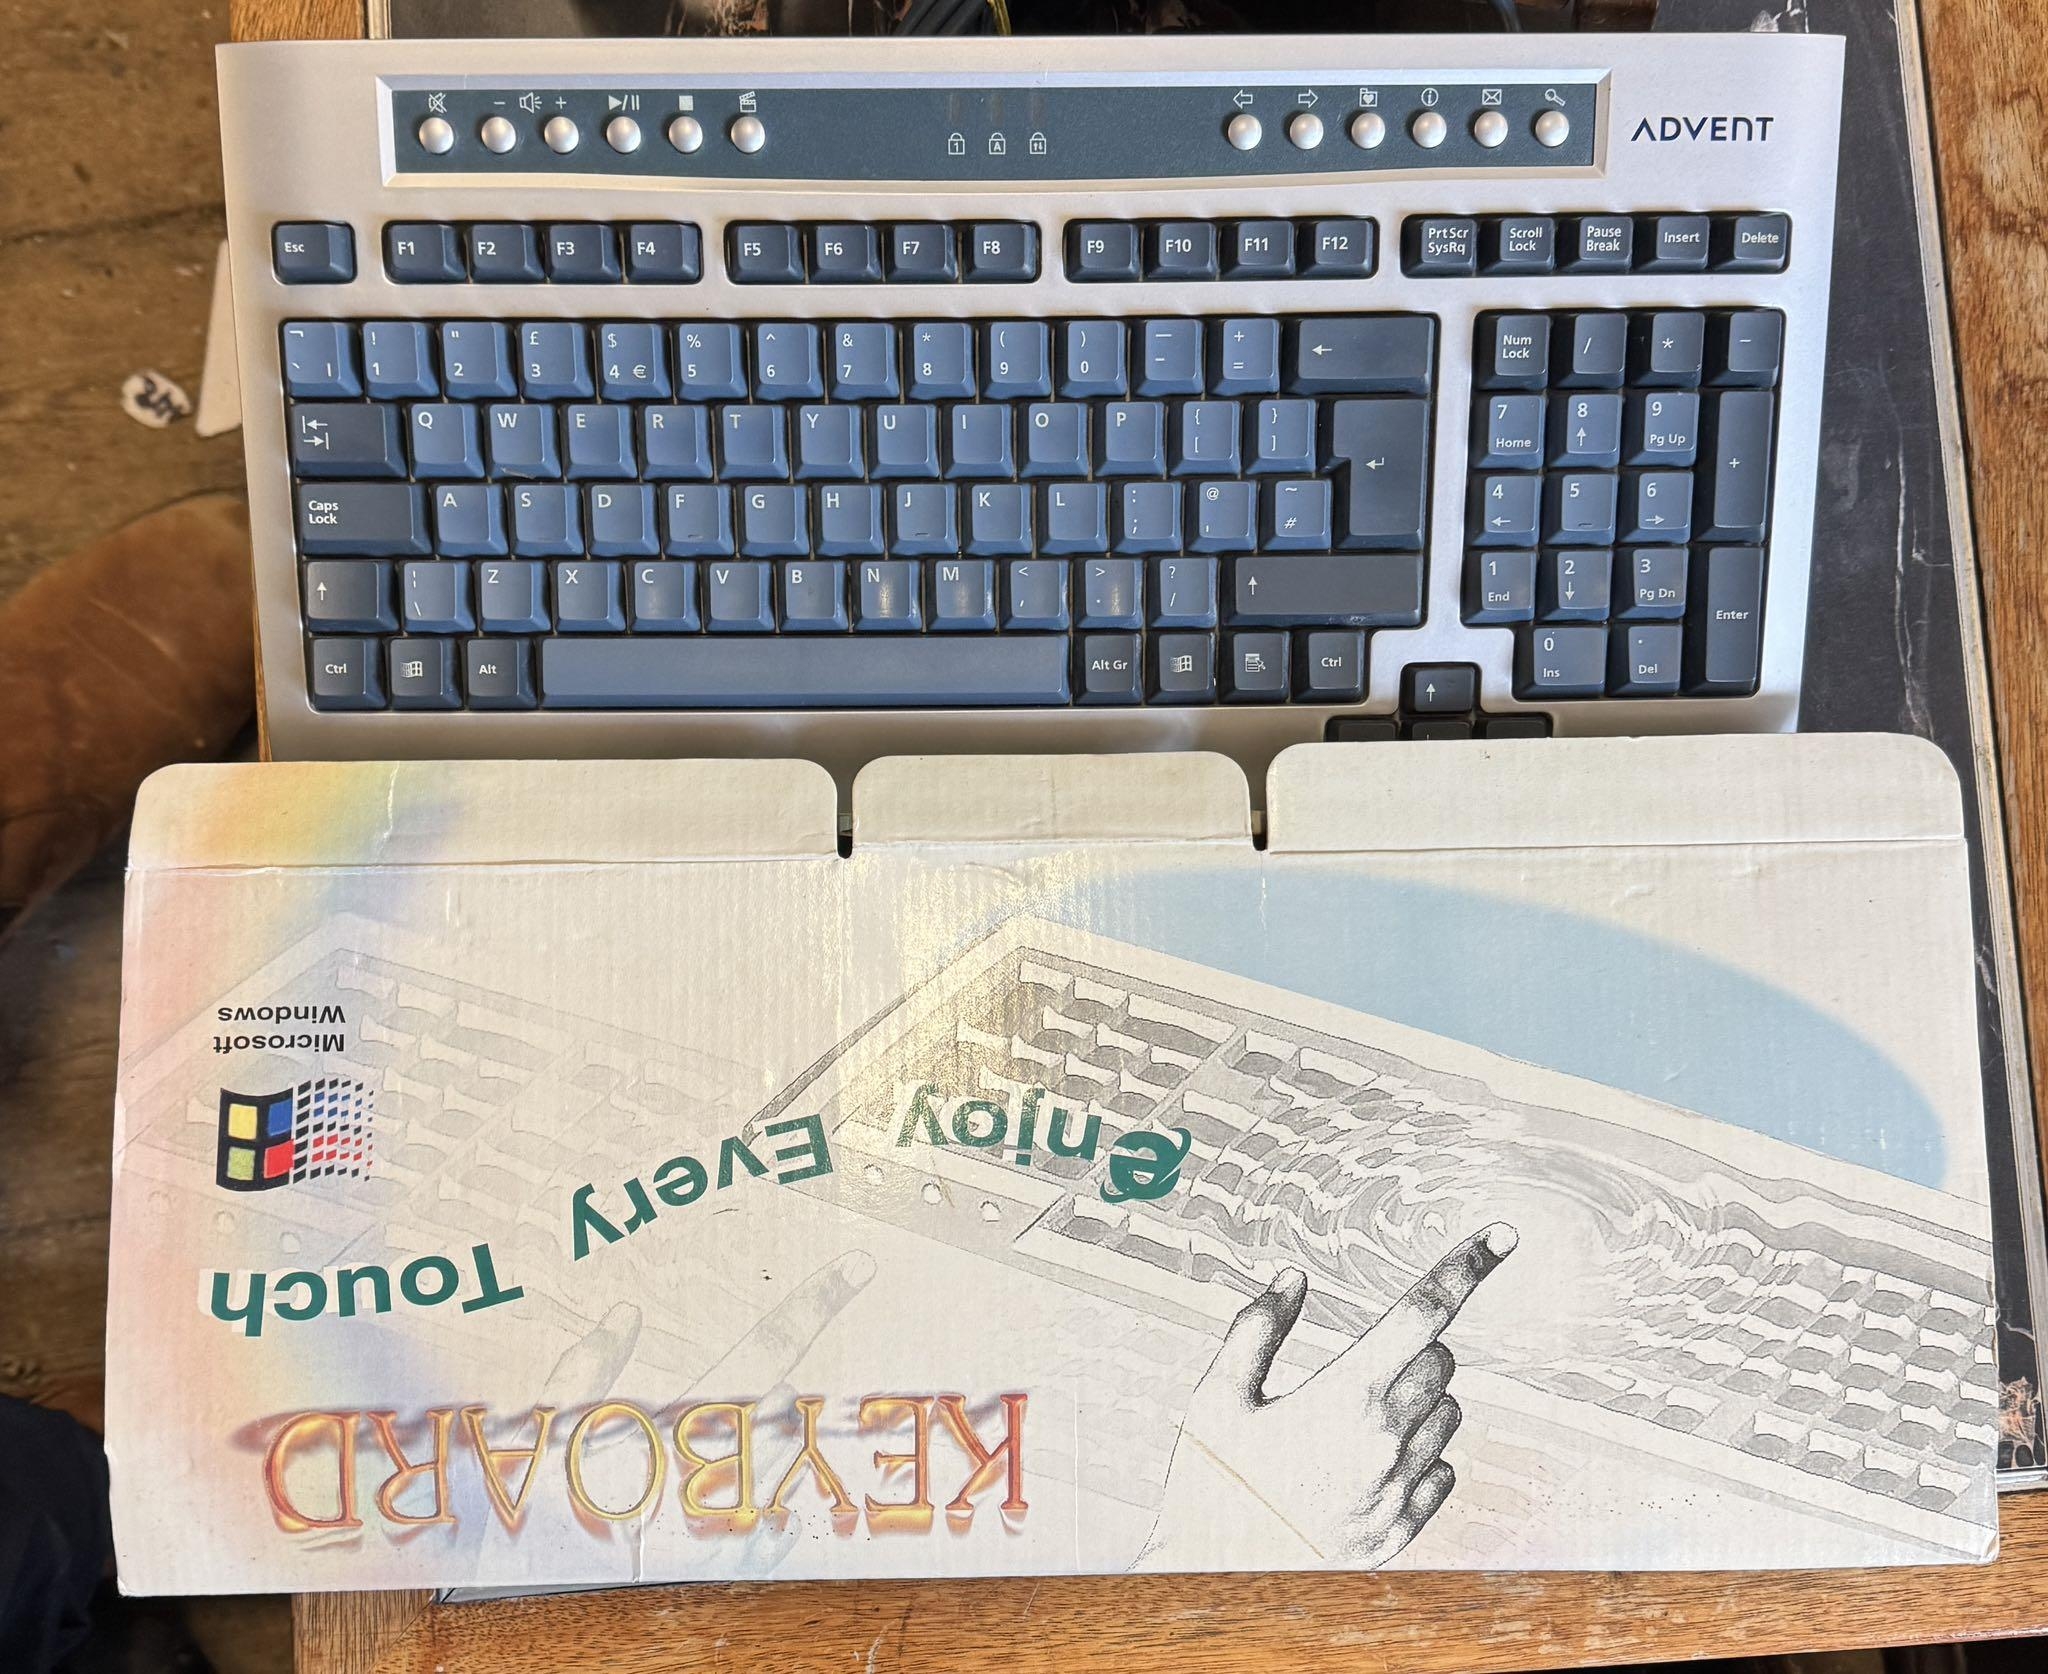 ADVENT
1 A
Esc F1 F2 F3 F4 F5 F6 F7 F8 F9 F10 F11 F12 PrtScr SysRq Scroll Lock Pause Break Insert Delete
¬ ` | ! 1 " 2 £ 3 $ 4 € % 5 ^ 6 & 7 * 8 ( 9 ) 0 — - + = ← Num Lock / * -
Q W E R T Y U I O P { [ } ] ↵ 7 Home 8 ↑ 9 Pg Up +
Caps Lock A S D F G H J K L : ; @ ' ~ # 4 ← 5 6 →
↑ ¦ \ Z X C V B N M < , > . ? / ↑ 1 End 2 ↓ 3 Pg Dn Enter
Ctrl Alt Alt Gr Ctrl ↑ 0 Ins . Del
KEYBOARD
enjoy Every Touch
Microsoft
Windows